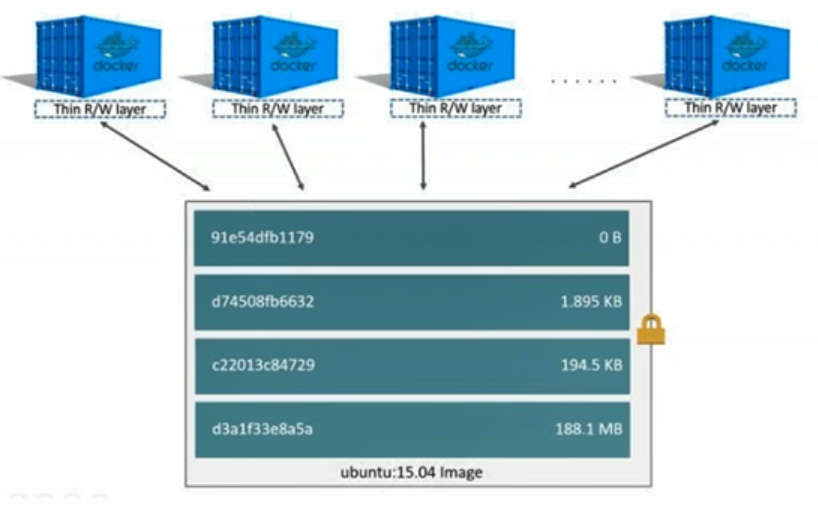 docker docker docker docker
Thin R/W layer Thin R/W layer Thin R/W layer Thin R/W layer
91e54dfb1179 0 B
d74508fb6632 1.895 KB
c22013c84729 194.5 KB
d3a1f33e8a5a 188.1 MB
ubuntu:15.04 Image